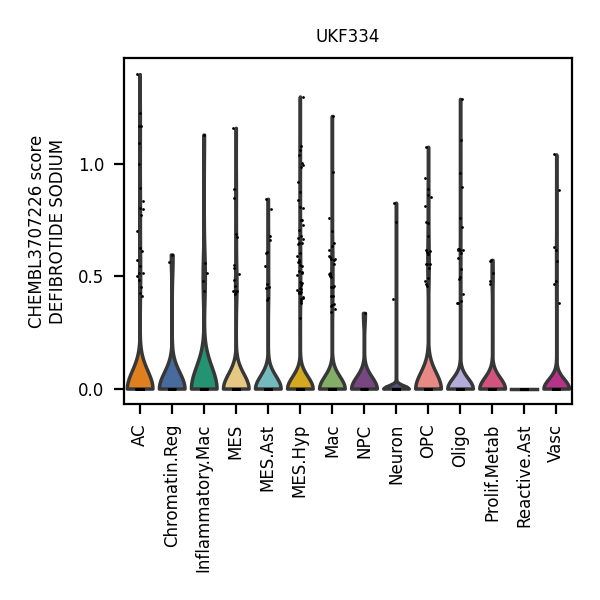 UKF334
CHEMBL3707226 score
DEFIBROTIDE SODIUM
1.0
0.5
0.0
AC
Chromatin.Reg
Inflammatory.Mac
MES
MES.Ast
MES.Hyp
Mac
NPC
Neuron
OPC
Oligo
Prolif.Metab
Reactive.Ast
Vasc